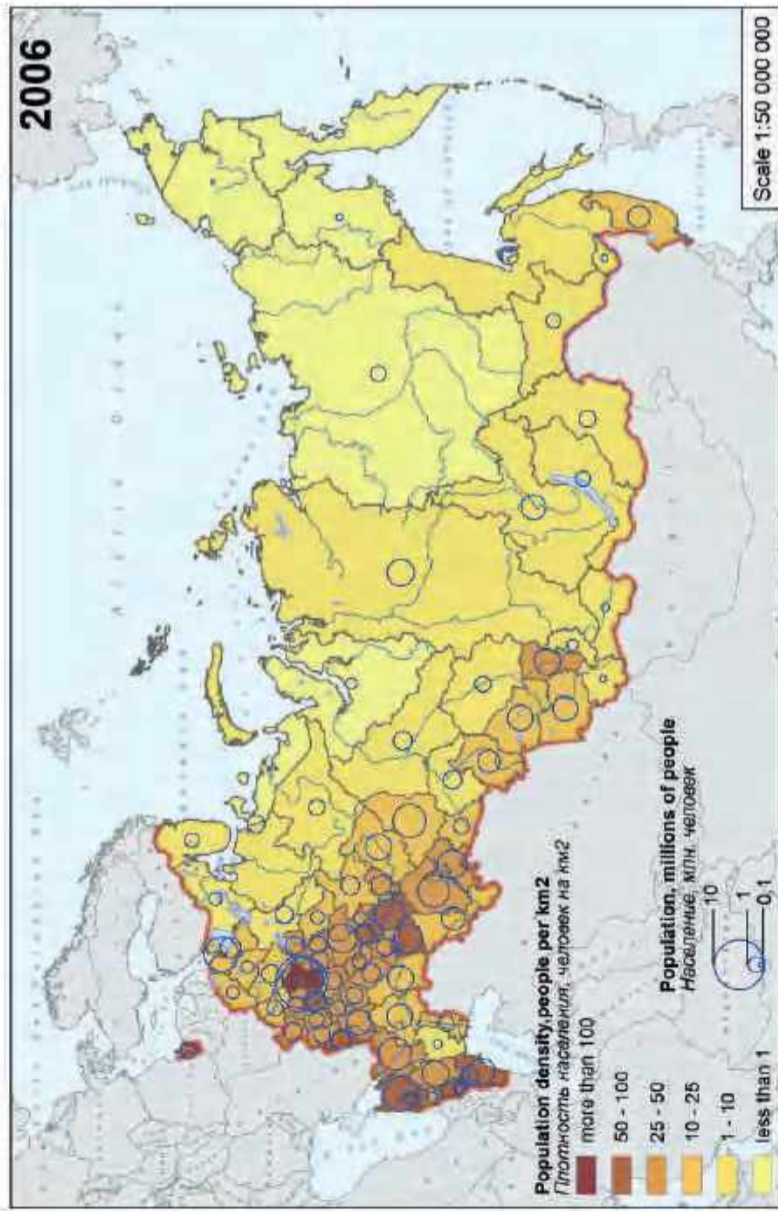 2006
ARCTIC OCEAN
Population density, people per km2
Плотность населения, человек на км2
more than 100
50 - 100
25 - 50
10 - 25
1 - 10
less than 1
Population, millions of people
Население, млн. человек
10
1
0.1
Scale 1:50 000 000